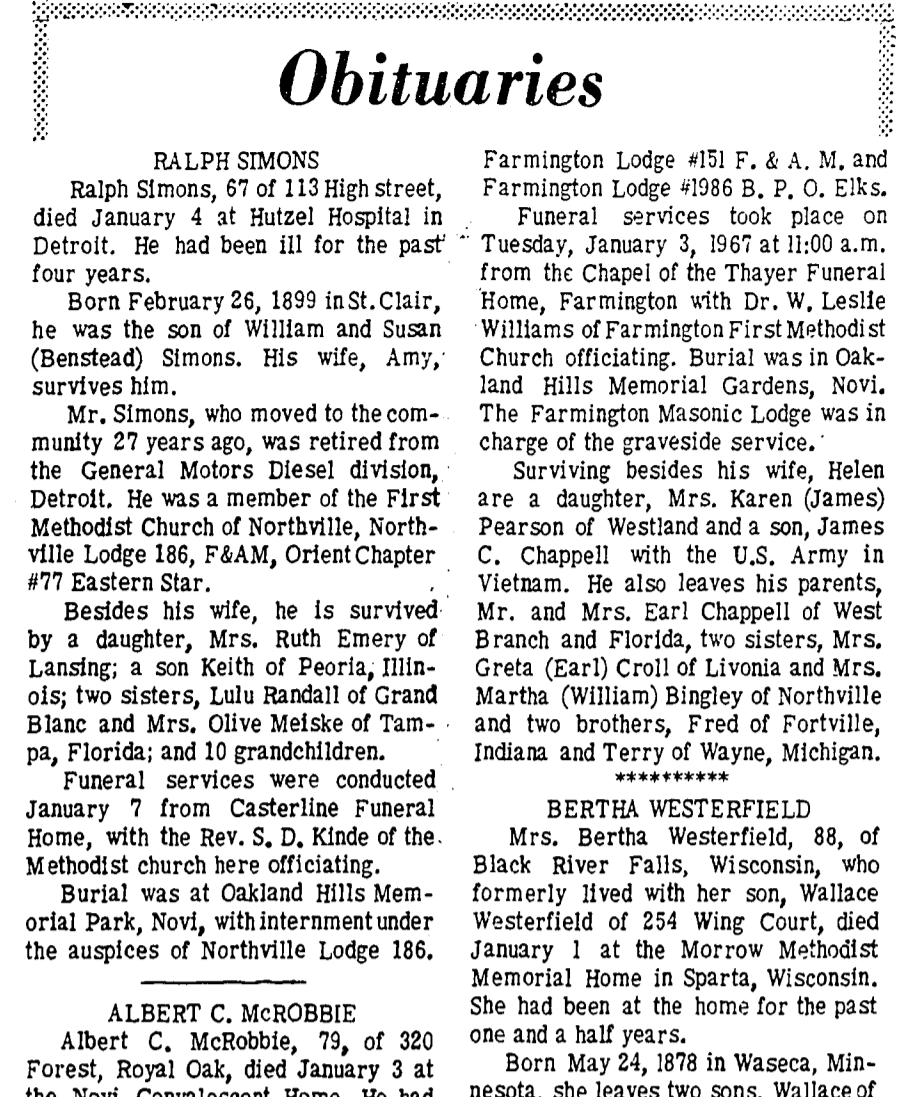 Obituaries
RALPH SIMONS
Ralph Simons, 67 of 113 High street,
died January 4 at Hutzel Hospital in
Detroit. He had been ill for the past
four years.
Born February 26, 1899 in St. Clair,
he was the son of William and Susan
(Benstead) Simons. His wife, Amy,
survives him.
Mr. Simons, who moved to the com-
munity 27 years ago, was retired from
the General Motors Diesel division,
Detroit. He was a member of the First
Methodist Church of Northville, North-
ville Lodge 186, F&AM, Orient Chapter
#77 Eastern Star.
Besides his wife, he is survived
by a daughter, Mrs. Ruth Emery of
Lansing; a son Keith of Peoria, Illin-
ois; two sisters, Lulu Randall of Grand
Blanc and Mrs. Olive Meiske of Tam-
pa, Florida; and 10 grandchildren.
Funeral services were conducted
January 7 from Casterline Funeral
Home, with the Rev. S. D. Kinde of the
Methodist church here officiating.
Burial was at Oakland Hills Mem-
orial Park, Novi, with internment under
the auspices of Northville Lodge 186.
ALBERT C. McROBBIE
Albert C. McRobbie, 79, of 320
Forest, Royal Oak, died January 3 at
the Novi Convalescent Home. He had
Farmington Lodge #151 F. & A. M. and
Farmington Lodge #1986 B. P. O. Elks.
Funeral services took place on
Tuesday, January 3, 1967 at 11:00 a.m.
from the Chapel of the Thayer Funeral
Home, Farmington with Dr. W. Leslie
Williams of Farmington First Methodist
Church officiating. Burial was in Oak-
land Hills Memorial Gardens, Novi.
The Farmington Masonic Lodge was in
charge of the graveside service.
Surviving besides his wife, Helen
are a daughter, Mrs. Karen (James)
Pearson of Westland and a son, James
C. Chappell with the U.S. Army in
Vietnam. He also leaves his parents,
Mr. and Mrs. Earl Chappell of West
Branch and Florida, two sisters, Mrs.
Greta (Earl) Croll of Livonia and Mrs.
Martha (William) Bingley of Northville
and two brothers, Fred of Fortville,
Indiana and Terry of Wayne, Michigan.
**********
BERTHA WESTERFIELD
Mrs. Bertha Westerfield, 88, of
Black River Falls, Wisconsin, who
formerly lived with her son, Wallace
Westerfield of 254 Wing Court, died
January 1 at the Morrow Methodist
Memorial Home in Sparta, Wisconsin.
She had been at the home for the past
one and a half years.
Born May 24, 1878 in Waseca, Min-
nesota, she leaves two sons, Wallace of